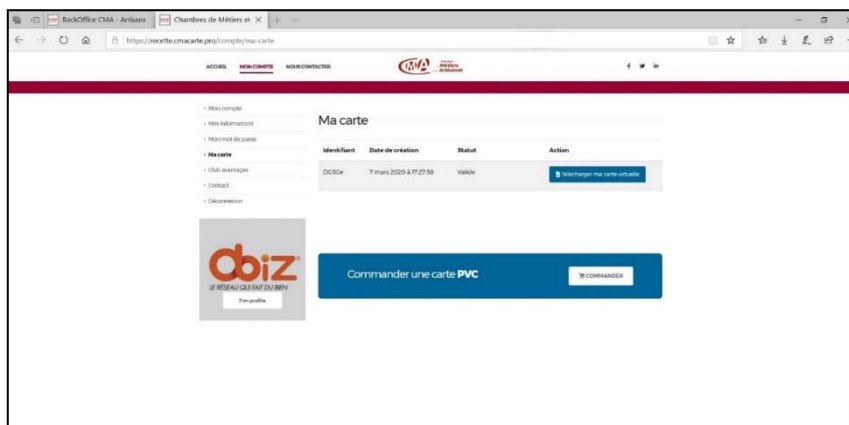 BackOffice CMA - Artisans
Chambres de Métiers et
https://recette.cmacarte.pro/compte/ma-carte
ACCUEIL MON COMPTE NOUS CONTACTER
CMA
Métiers
Artisanat
Mon compte
Mes informations
Mon mot de passe
Ma carte
Club avantages
Contact
Déconnexion
Ma carte
Identifiant Date de création Statut Action
DG3Ge 7 mars 2020 à 17:27:38 Valide Télécharger ma carte virtuelle
Obiz
LE RÉSEAU QUI FAIT DU BIEN
J'en profite
Commander une carte PVC
COMMANDER